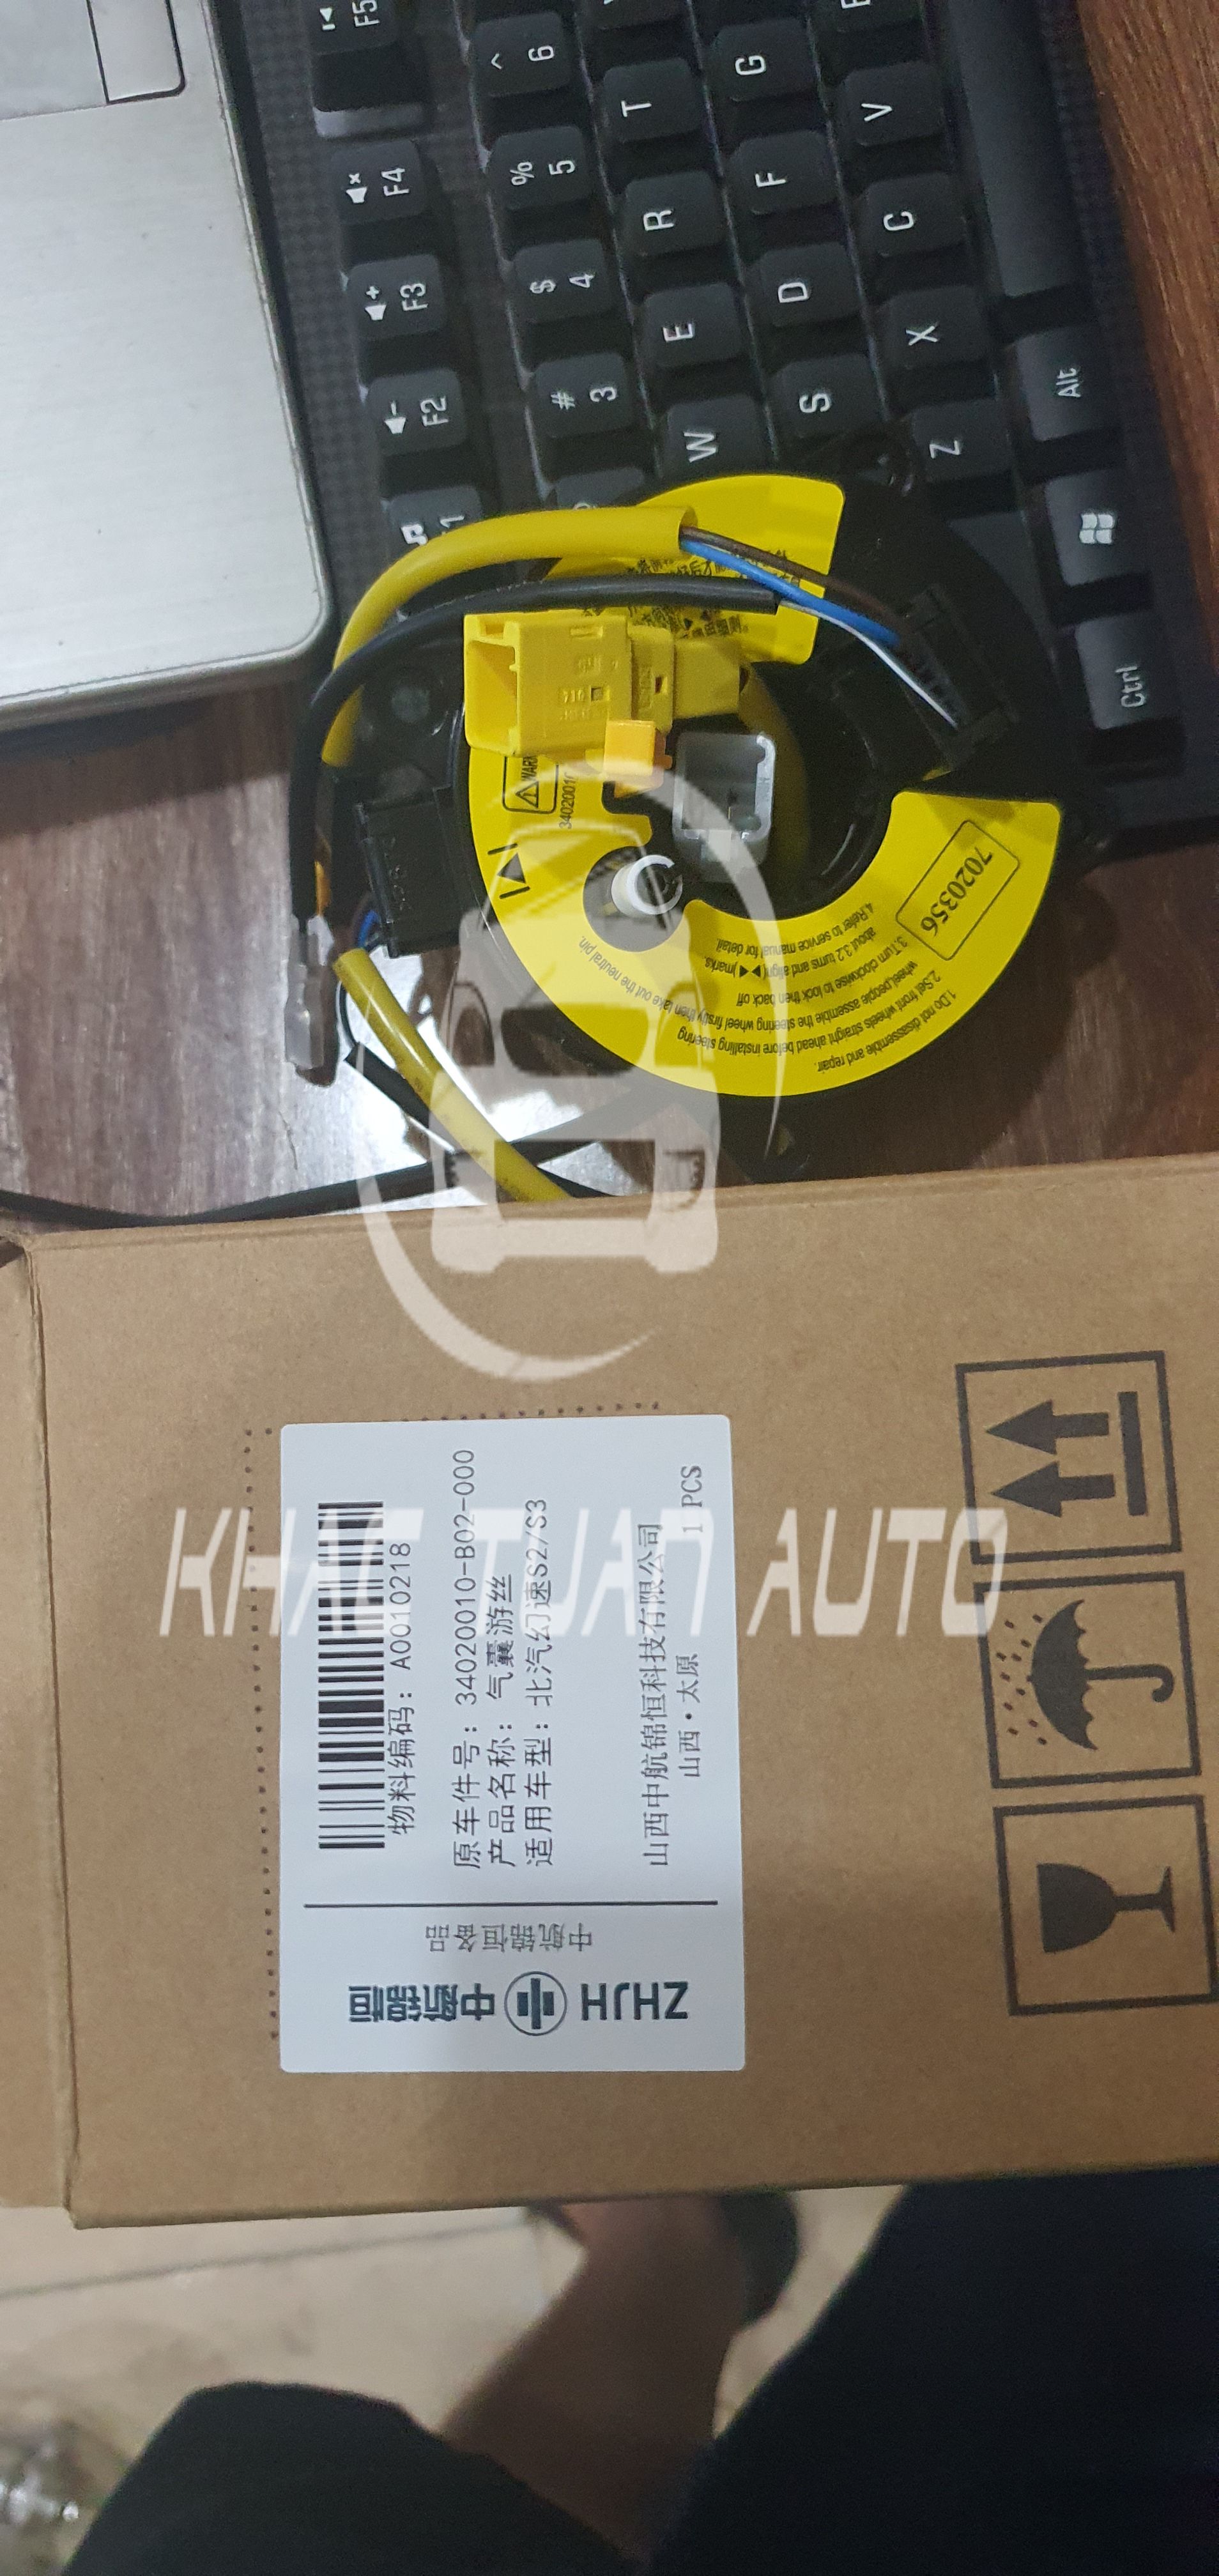 F5
^
6
T
G
V
F4
%
5
R
F
C
F3
$
4
E
D
X
F2
#
3
W
S
Z
Alt
Ctrl
7020356
1.Do not disassemble and repair.
2.Set front wheels straight ahead before installing steering
wheel,people assemble the steering wheel firstly then take out the neutral pin.
3.Turn clockwise to lock then back off
about 3.2 turns and align(▶◀)marks.
4.Refer to service manual for detail.
KHAC TUAN AUTO
物料编码: A0010218
原车件号: 34020010-B02-000
产品名称: 气囊游丝
适用车型: 北汽幻速S2/S3
山西中航锦恒科技有限公司
山西·太原
1 PCS
中航锦恒备品
ZHJH 中航锦恒